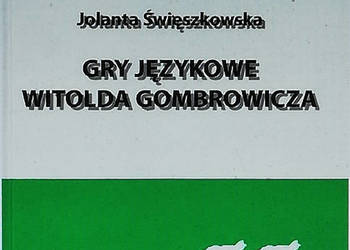 Jolanta Święszkowska
GRY JĘZYKOWE
WITOLDA GOMBROWICZA